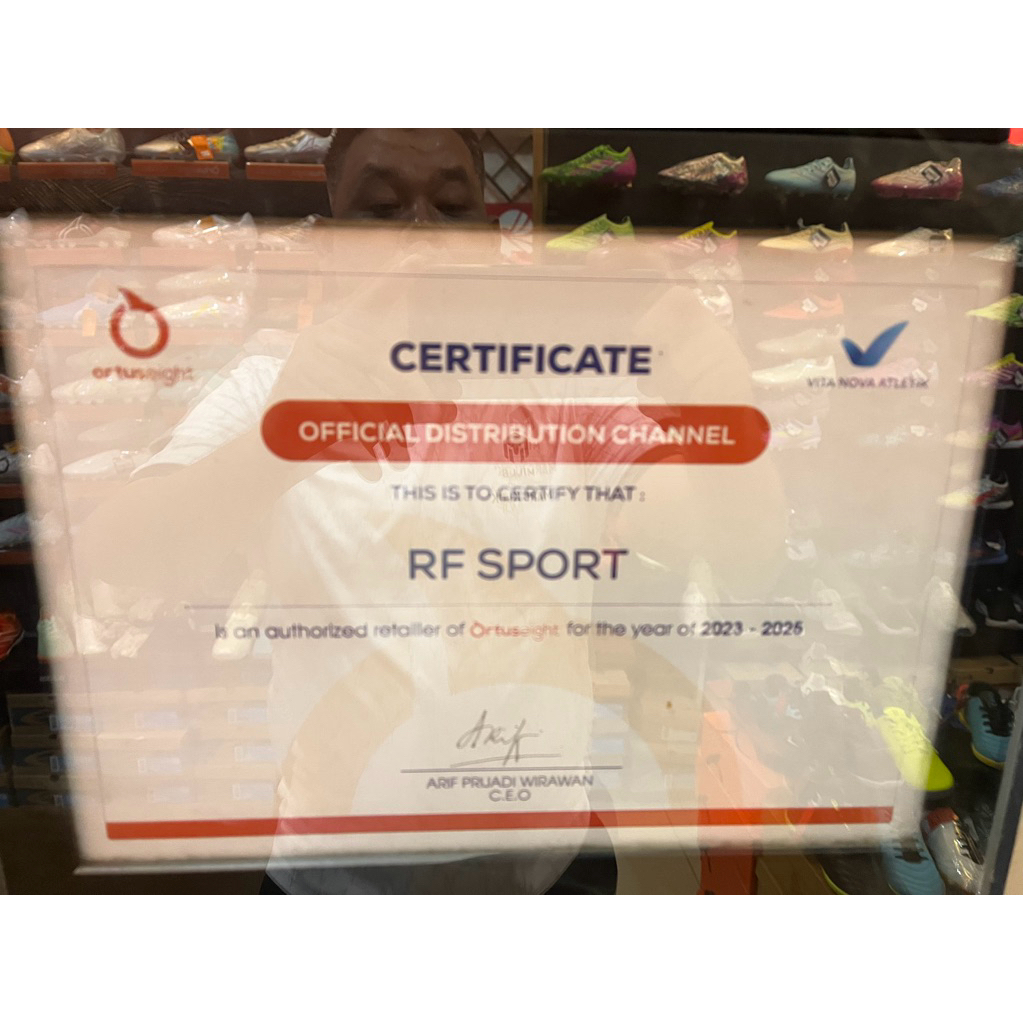 ortuseight
CERTIFICATE
VITA NOVA ATLETIK
OFFICIAL DISTRIBUTION CHANNEL
THIS IS TO CERTIFY THAT :
RF SPORT
Is an authorized retailer of Ortuseight for the year of 2023 - 2025
Arif
ARIF PRIJADI WIRAWAN
C.E.O